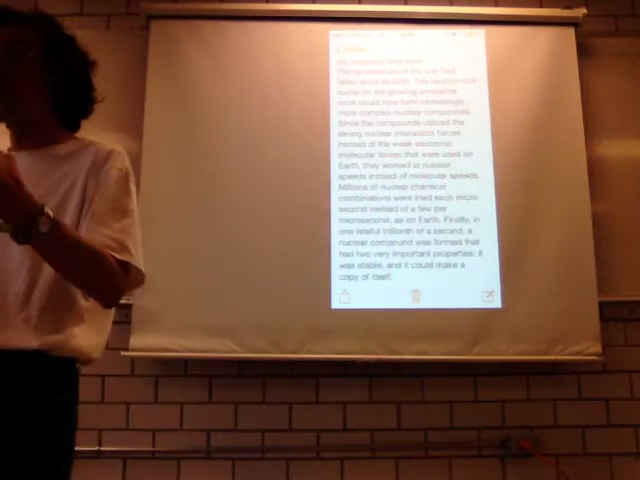 The temperature of the star had
fallen since its birth. The neutron-rich
nuclei on the glowing crystalline
crust could now form increasingly
more complex nuclear compounds.
Since the compounds utilized the
strong nuclear interaction forces
instead of the weak electronic
molecular forces that were used on
Earth, they worked at nuclear
speeds instead of molecular speeds.
Millions of nuclear chemical
combinations were tried each micro
second instead of a few per
microsecond, as on Earth. Finally, in
one fateful trillionth of a second, a
nuclear compound was formed that
had two very important properties: it
was stable, and it could make a
copy of itself.